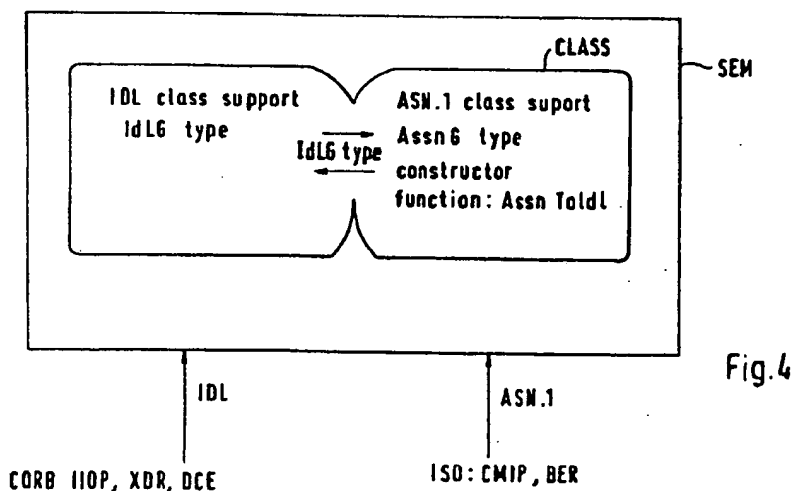 CLASS
SEM
IDL class support
IdLG type
IdLG type
ASN.1 class suport
AssnG type
constructor
function: Assn ToIdl
Fig.4
IDL
ASN.1
CORB IIOP, XDR, DCE
ISO: CMIP, BER